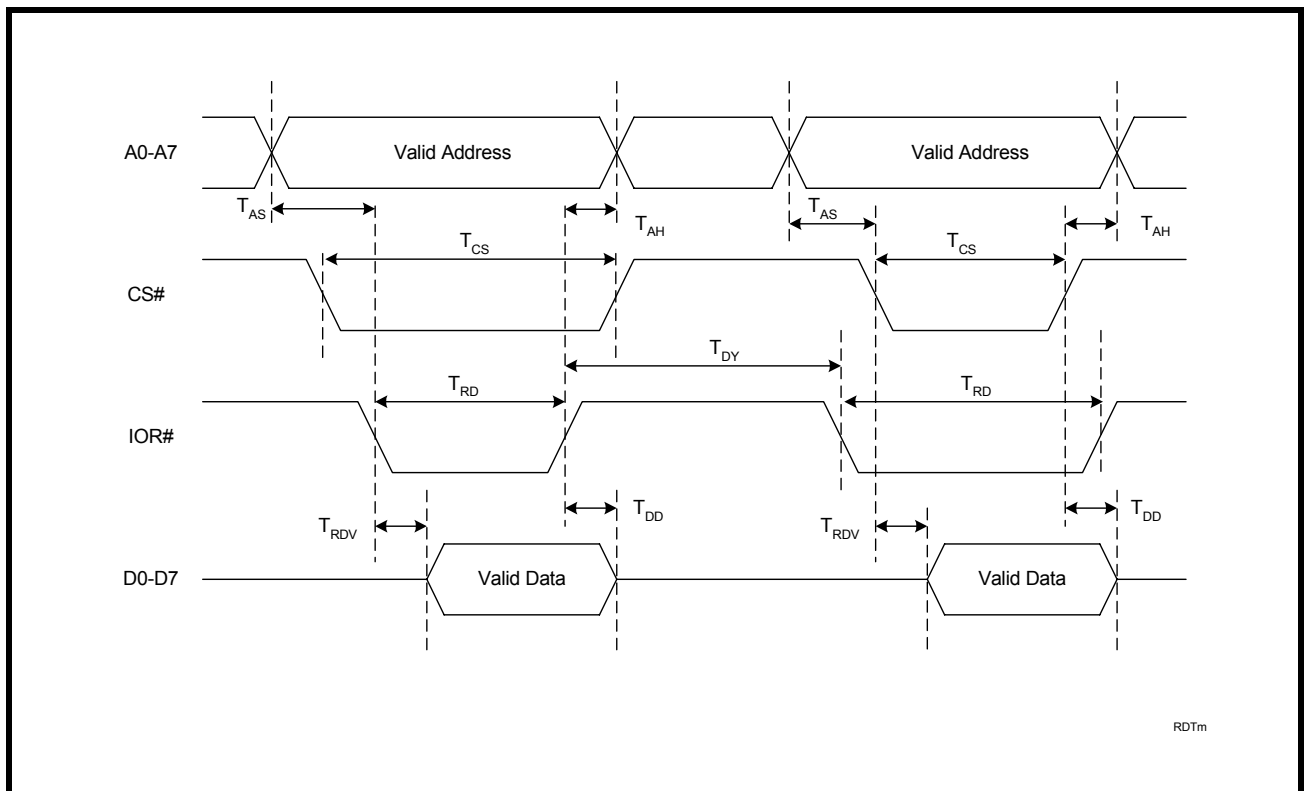 A0-A7
Valid Address
Valid Address
TAS
TAH
TAS
TAH
TCS
TCS
CS#
TDY
TRD
TRD
IOR#
TRDV
TDD
TRDV
TDD
D0-D7
Valid Data
Valid Data
RDTm